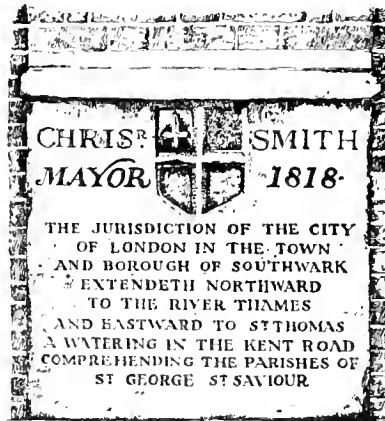 CHRISR. SMITH
MAYOR 1818.
THE JURISDICTION OF THE CITY
OF LONDON IN THE TOWN
AND BOROUGH OF SOUTHWARK
EXTENDETH NORTHWARD
TO THE RIVER THAMES
AND EASTWARD TO ST THOMAS
A WATERING IN THE KENT ROAD
COMPREHENDING THE PARISHES OF
ST GEORGE ST SAVIOUR